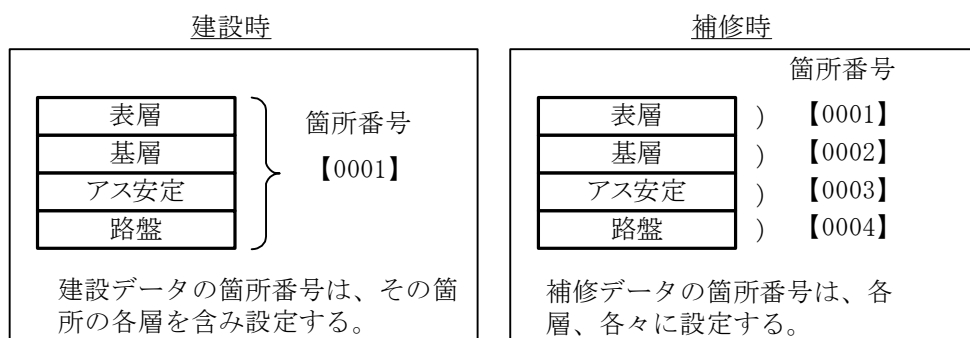 建設時
表層
基層
アス安定
路盤
箇所番号
【0001】
建設データの箇所番号は、その箇
所の各層を含み設定する。
補修時
箇所番号
表層 ) 【0001】
基層 ) 【0002】
アス安定 ) 【0003】
路盤 ) 【0004】
補修データの箇所番号は、各
層、各々に設定する。